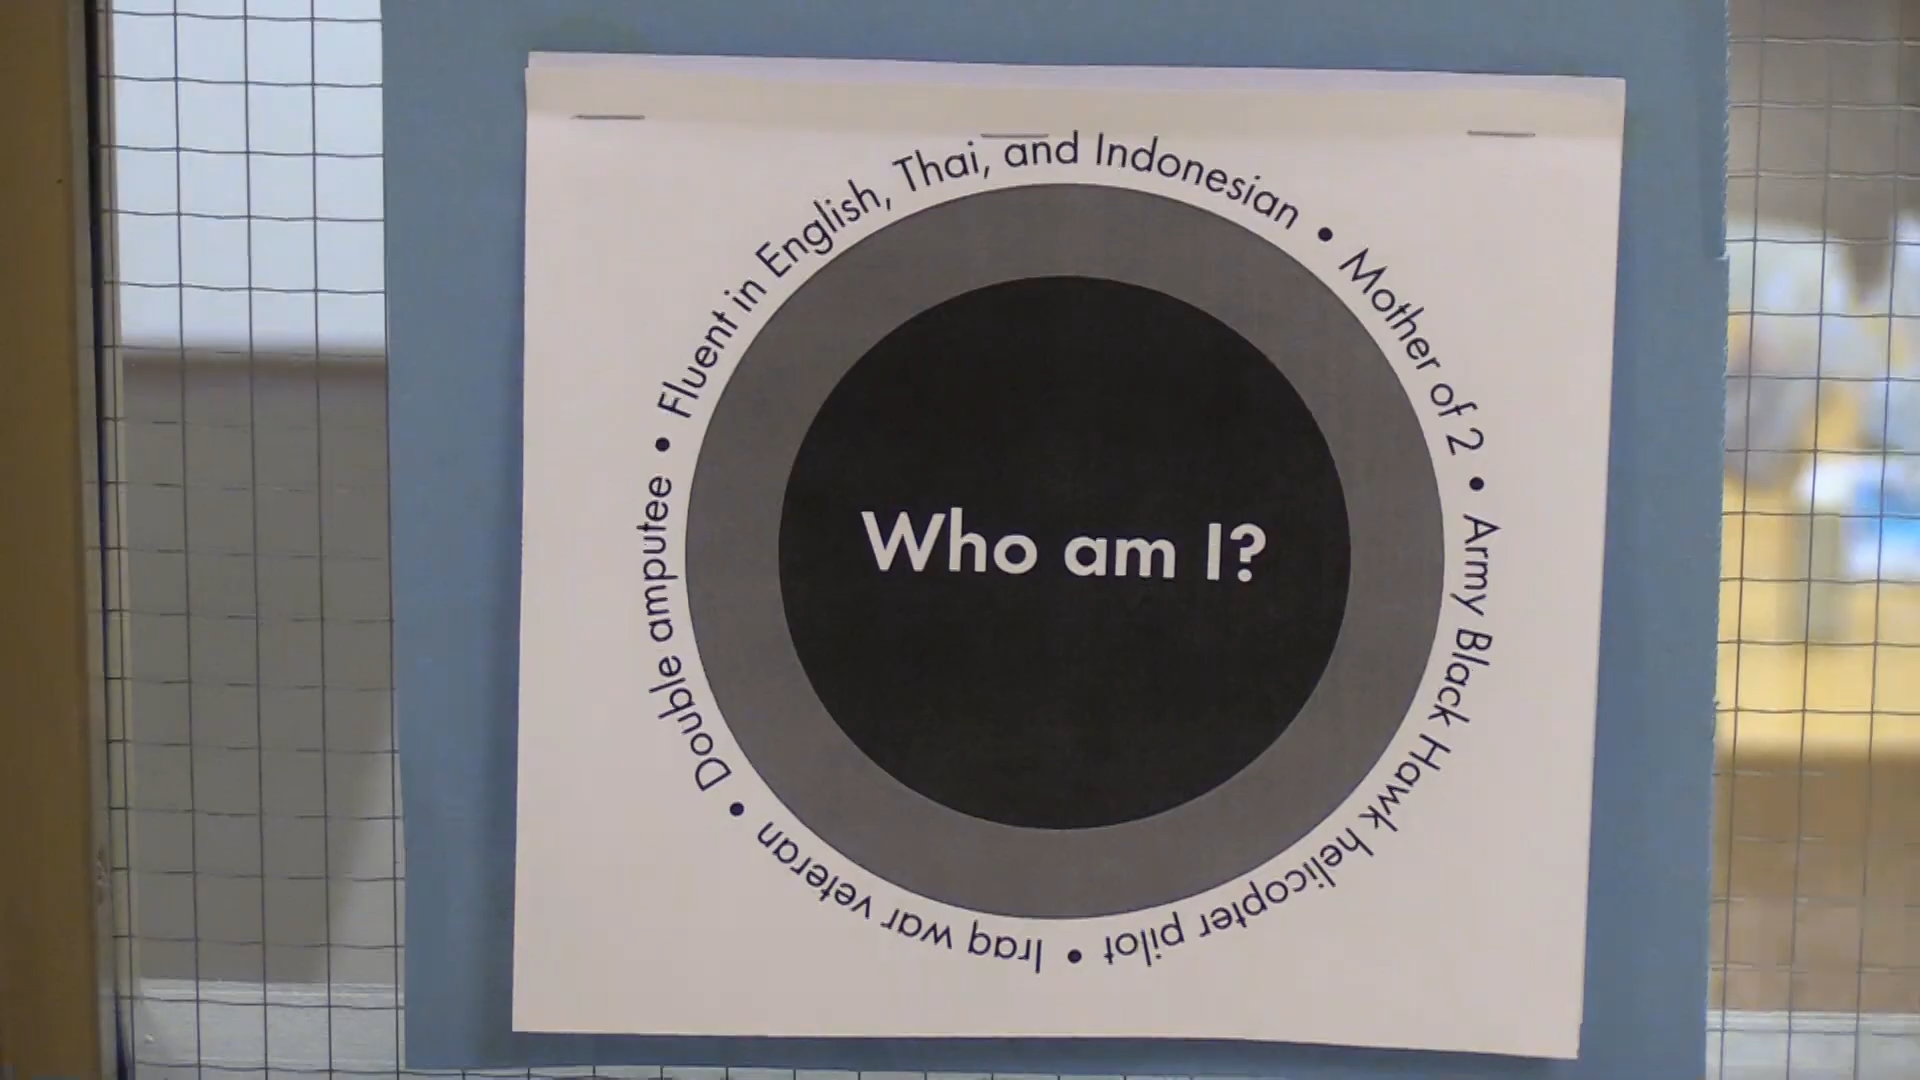 Fluent in English, Thai, and Indonesian • Mother of 2 • Army Black Hawk helicopter pilot • Iraq war veteran • Double amputee •
Who am I?